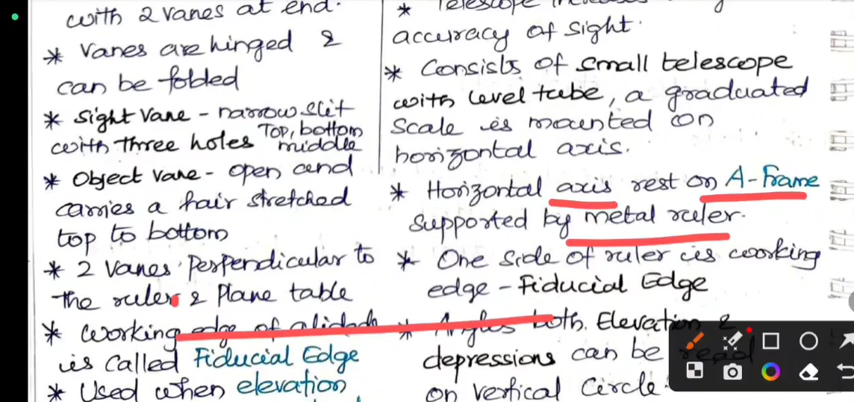 with 2 vanes at end.
* Vanes are hinged &
can be folded
* Sight Vane - narrow slit
with three holes Top, bottom
middle
* Object Vane - open and
carries a hair stretched
top to bottom
* 2 Vanes Perpendicular to
the ruler & Plane table
* Working edge of alidade
is called Fiducial Edge
* Used when elevation
* Telescope
accuracy of sight.
* Consists of small telescope
with level tube, a graduated
scale is mounted on
horizontal axis.
* Horizontal axis rest on A-Frame
supported by metal ruler.
* One side of ruler is working
edge - Fiducial Edge
* Angles both Elevation &
depressions can be read
on vertical Circle.